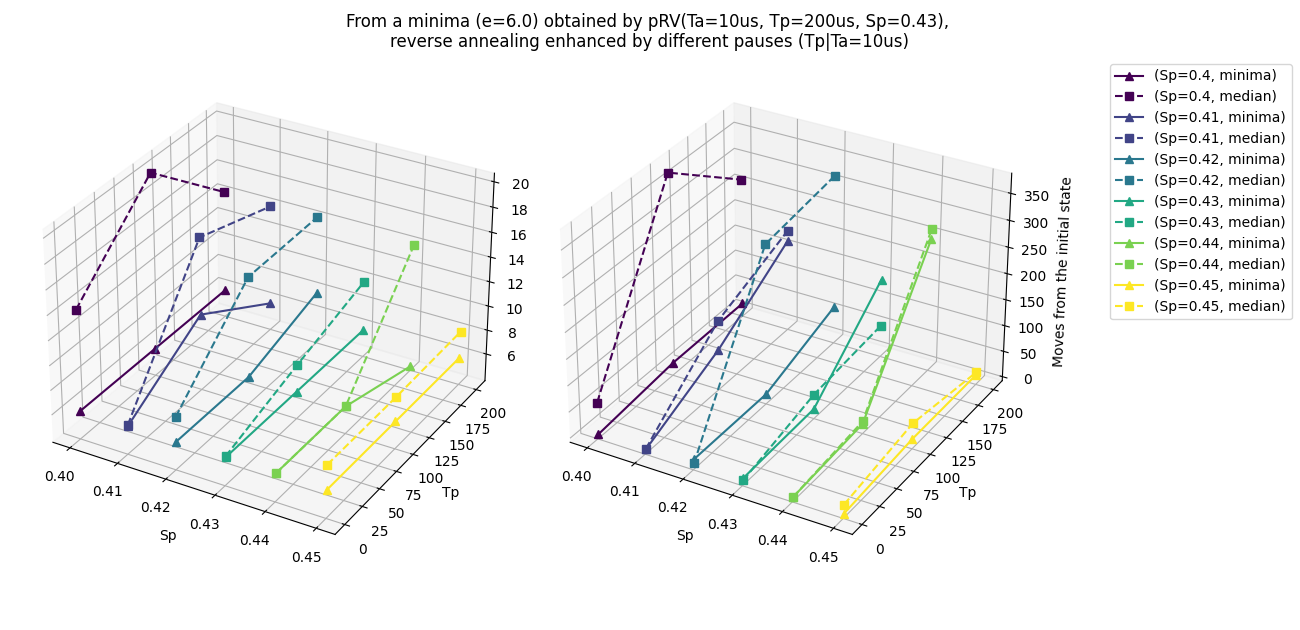 From a minima (e=6.0) obtained by pRV(Ta=10us, Tp=200us, Sp=0.43),
reverse annealing enhanced by different pauses (Tp|Ta=10us)
20
18
16
14
12
10
8
6
0.40
0.41
0.42
0.43
0.44
0.45
Sp
0
25
50
75
100
125
150
175
200
Tp
Moves from the initial state
350
300
250
200
150
100
50
0
0.40
0.41
0.42
0.43
0.44
0.45
Sp
0
25
50
75
100
125
150
175
200
Tp
(Sp=0.4, minima)
(Sp=0.4, median)
(Sp=0.41, minima)
(Sp=0.41, median)
(Sp=0.42, minima)
(Sp=0.42, median)
(Sp=0.43, minima)
(Sp=0.43, median)
(Sp=0.44, minima)
(Sp=0.44, median)
(Sp=0.45, minima)
(Sp=0.45, median)